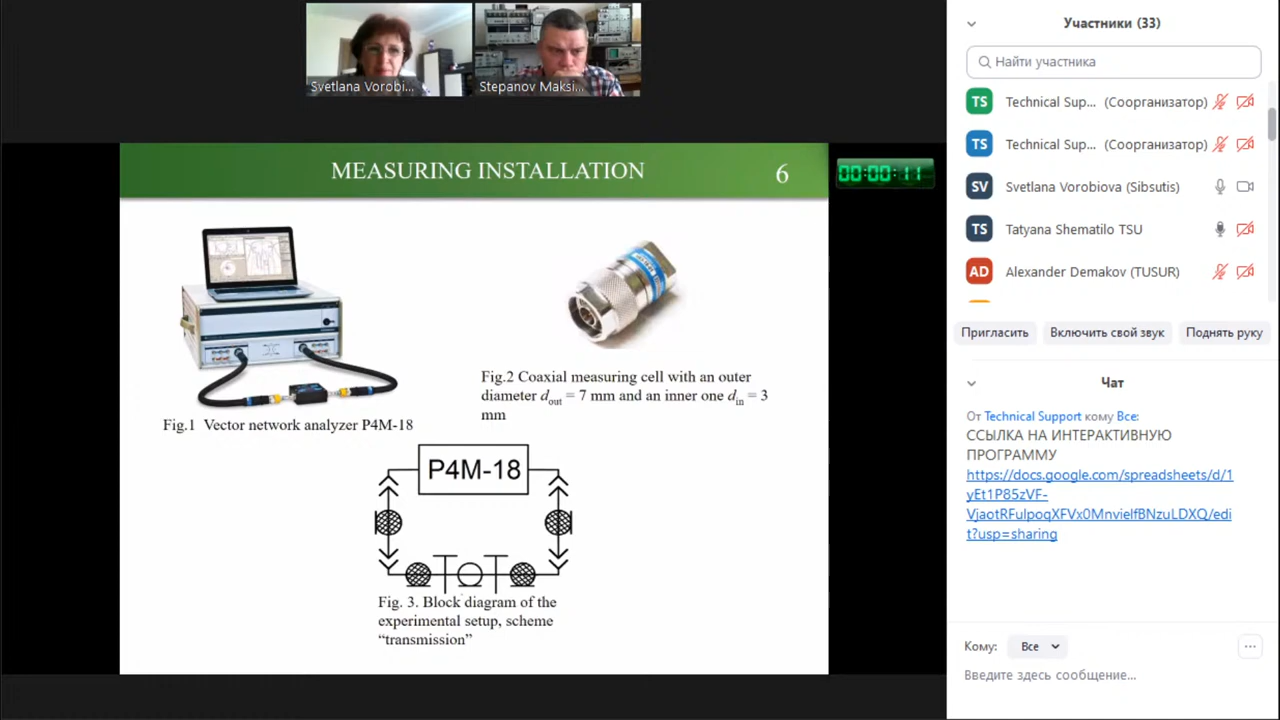 Svetlana Vorobi...
Stepanov Maksi...
MEASURING INSTALLATION
6
00:00:11
Fig.1 Vector network analyzer P4M-18
Fig.2 Coaxial measuring cell with an outer
diameter dout = 7 mm and an inner one din = 3
mm
P4M-18
Fig. 3. Block diagram of the
experimental setup, scheme
“transmission”
Участники (33)
Найти участника
TS Technical Sup... (Соорганизатор)
TS Technical Sup... (Соорганизатор)
SV Svetlana Vorobiova (Sibsutis)
TS Tatyana Shematilo TSU
AD Alexander Demakov (TUSUR)
Пригласить Включить свой звук Поднять руку
Чат
От Technical Support кому Все:
ССЫЛКА НА ИНТЕРАКТИВНУЮ
ПРОГРАММУ
https://docs.google.com/spreadsheets/d/1
yEt1P85zVF-
VjaotRFulpoqXFVx0MnvielfBNzuLDXQ/edi
t?usp=sharing
Кому: Все
Введите здесь сообщение...